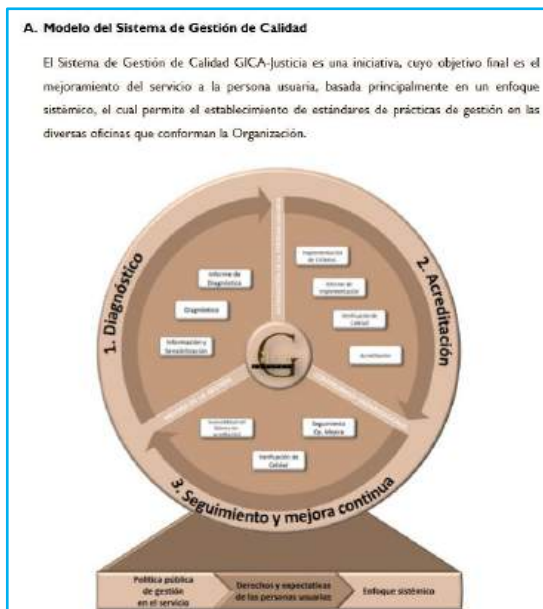 A. Modelo del Sistema de Gestión de Calidad
El Sistema de Gestión de Calidad GICA-Justicia es una iniciativa, cuyo objetivo final es el
mejoramiento del servicio a la persona usuaria, basada principalmente en un enfoque
sistémico, el cual permite el establecimiento de estándares de prácticas de gestión en las
diversas oficinas que conforman la Organización.
1. Diagnóstico
Informe de
Diagnóstico
Diagnóstico
Información y
Sensibilización
2. Acreditación
Implementación
de
Informe de
Implementación
Verificación de
Calidad
Acreditación
G
Seguimiento
Op. Mejora
Verificación de
Calidad
3. Seguimiento y mejora continua
Política pública
de gestión
en el servicio
Derechos y expectativas
de las personas usuarias
Enfoque sistémico